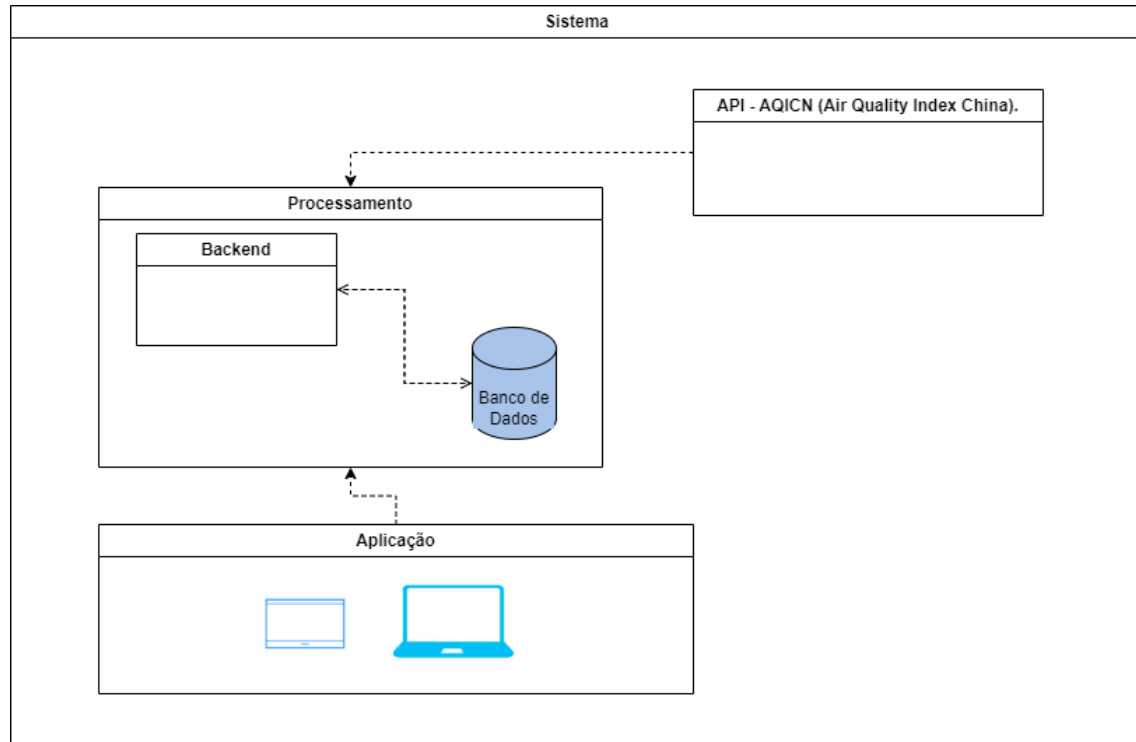 Sistema
API - AQICN (Air Quality Index China).
Processamento
Backend
Banco de
Dados
Aplicação